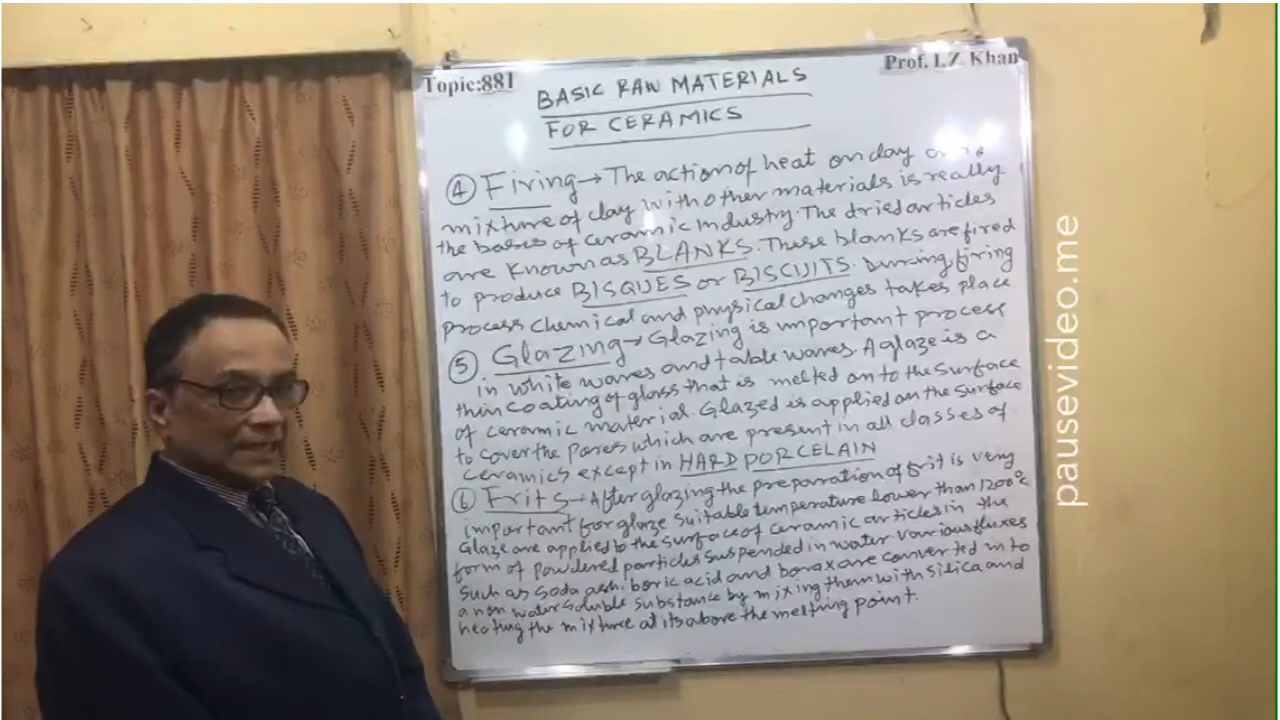 Topic:881
Prof. I.Z. Khan
BASIC RAW MATERIALS
FOR CERAMICS
④ Firing → The action of heat on clay
mixture of clay with other materials is really
the basis of ceramic industry. The dried articles
are known as BLANKS. These blanks are fired
to produce BISQUES or BISCUITS. During firing
process chemical and physical changes takes place
⑤ Glazing → Glazing is important process
in white wares and table wares. A glaze is a
thin coating of glass that is melted on to the surface
of ceramic material. Glazed is applied on the surface
to cover the Pores which are present in all classes of
ceramics except in HARD PORCELAIN
⑥ Frits → After glazing the preparation of frit is very
important for glaze suitable temperature lower than 1200°C
Glaze are applied to the surface of ceramic articles in the
form of powdered particles suspended in water. various fluxes
such as soda ash, boric acid and borax are converted into
a non water soluble substance by mixing them with silica and
heating the mixture at its above the melting point.
pausevideo.me